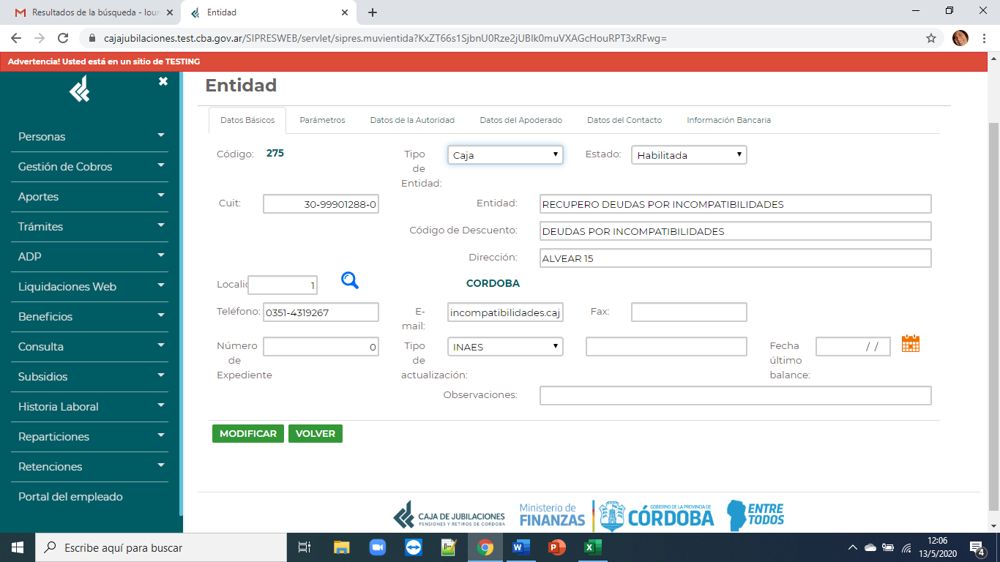 Resultados de la búsqueda - lour
Entidad
cajajubilaciones.test.cba.gov.ar/SIPRESWEB/servlet/sipres.muvientida?KxZT66s1SjbnU0Rze2jUBIk0muVXAGcHouRPT3xRFwg=
Advertencia! Usted está en un sitio de TESTING
Personas
Gestión de Cobros
Aportes
Trámites
ADP
Liquidaciones Web
Beneficios
Consulta
Subsidios
Historia Laboral
Reparticiones
Retenciones
Portal del empleado
Entidad
Datos Básicos Parámetros Datos de la Autoridad Datos del Apoderado Datos del Contacto Información Bancaria
Código: 275
Tipo de Entidad: Caja
Estado: Habilitada
Cuit: 30-99901288-0
Entidad: RECUPERO DEUDAS POR INCOMPATIBILIDADES
Código de Descuento: DEUDAS POR INCOMPATIBILIDADES
Dirección: ALVEAR 15
Localid 1 CORDOBA
Teléfono: 0351-4319267
E-mail: incompatibilidades.caj
Fax:
Número de Expediente 0
Tipo de actualización: INAES
Fecha último balance: / /
Observaciones:
MODIFICAR VOLVER
CAJA DE JUBILACIONES
PENSIONES Y RETIROS DE CORDOBA
Ministerio de
FINANZAS
GOBIERNO DE LA PROVINCIA DE
CÓRDOBA
ENTRE
TODOS
Escribe aquí para buscar
12:06
13/5/2020
4